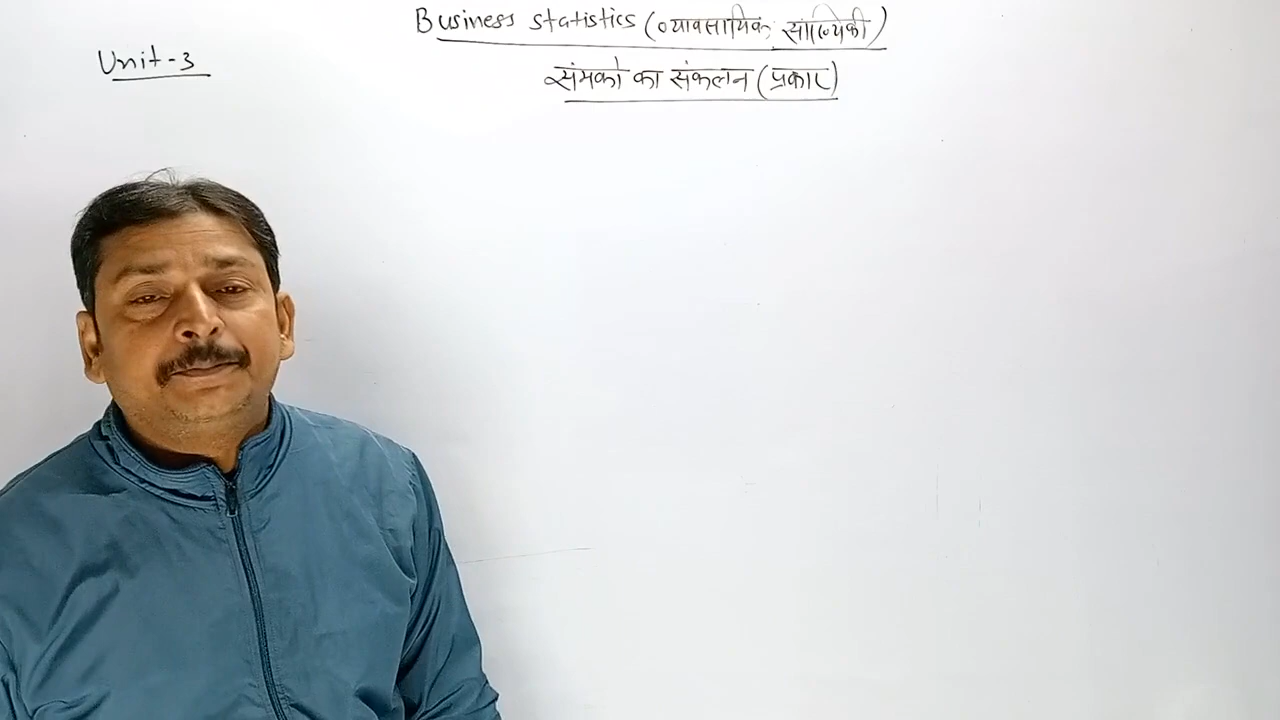 Business statistics (व्यावसायिक सांख्यिकी)
Unit-3
संमको का संकलन (प्रकार)